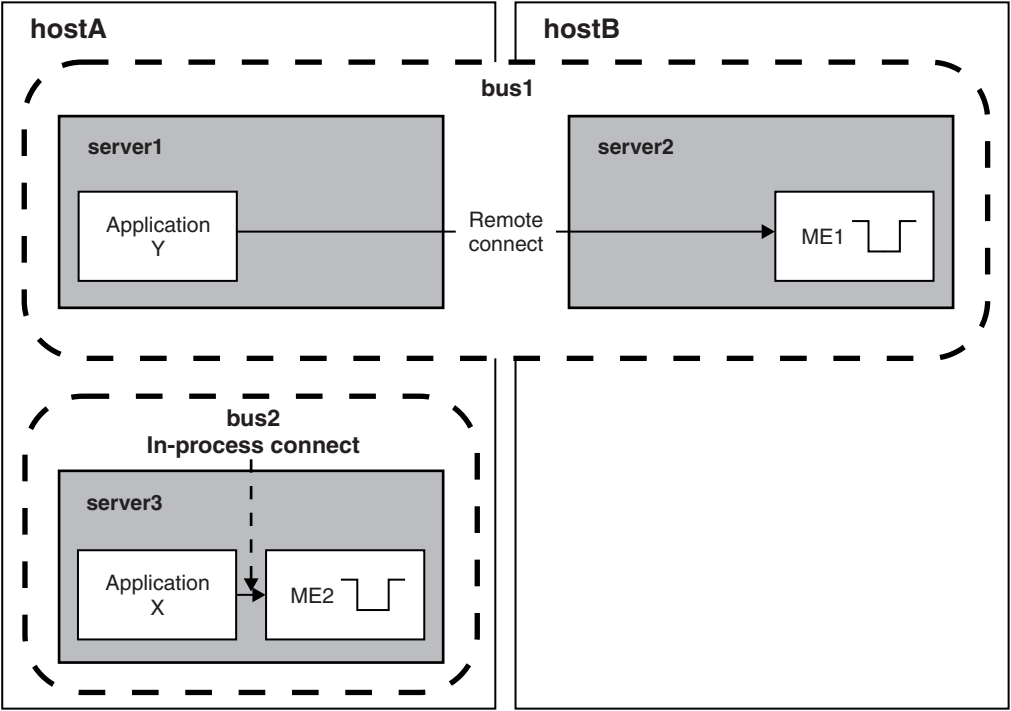 hostA
hostB
bus1
server1
server2
Application
Y
Remote
connect
ME1
bus2
In-process connect
server3
Application
X
ME2